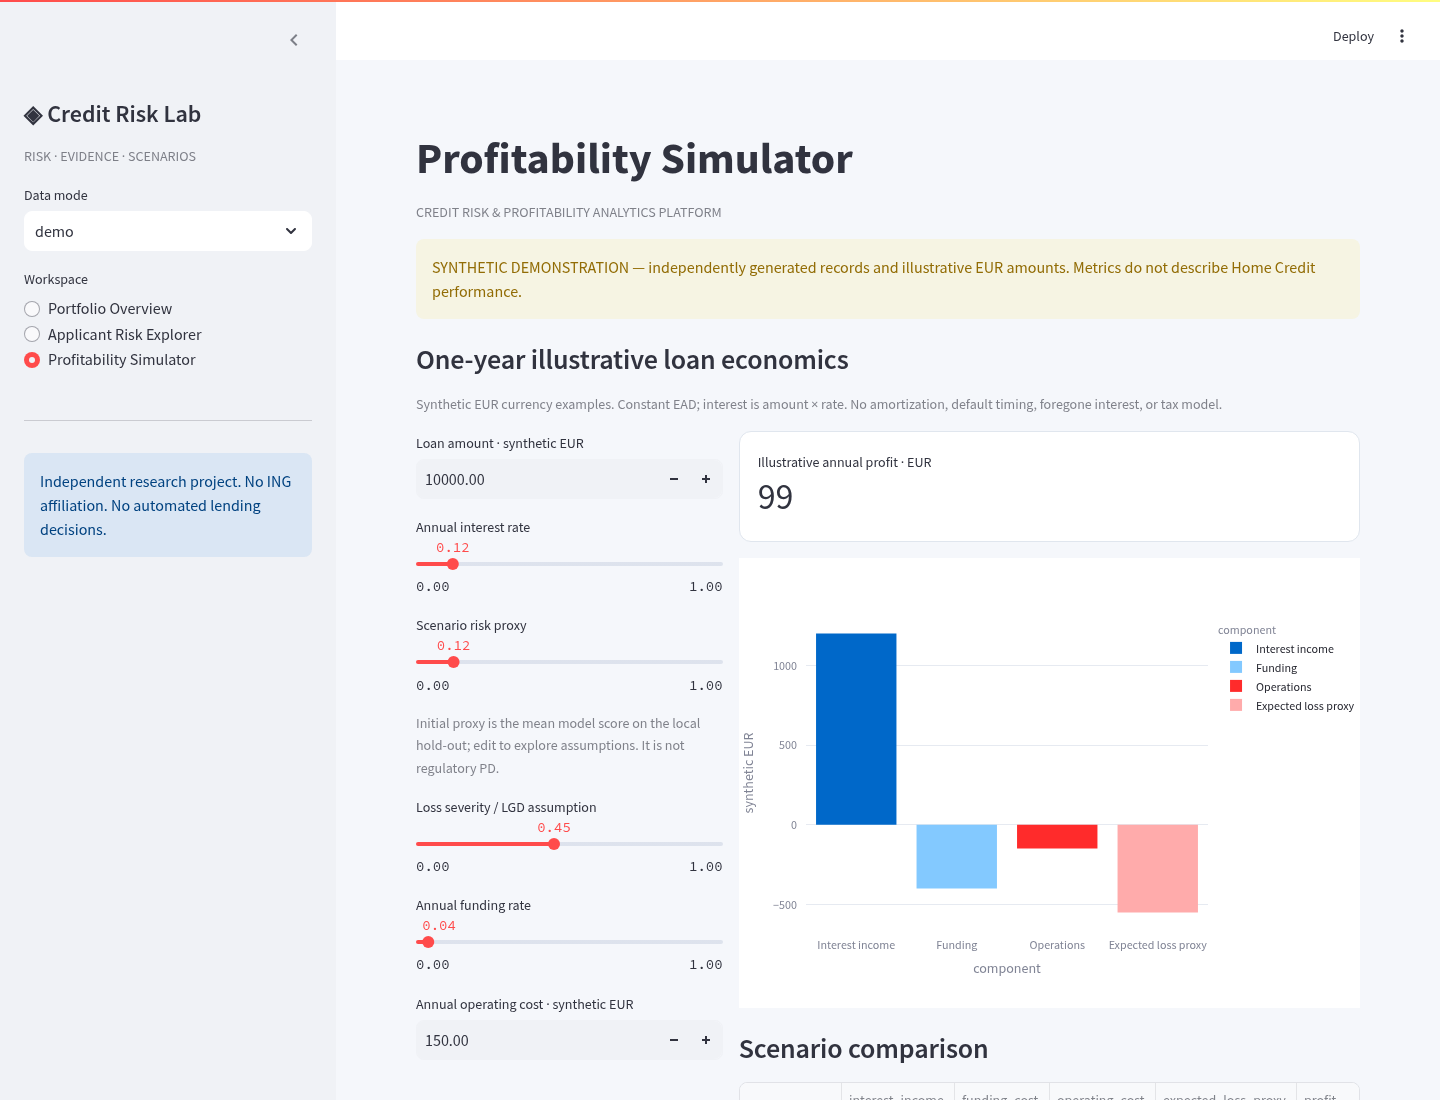 Deploy
◈ Credit Risk Lab
RISK · EVIDENCE · SCENARIOS
Data mode
demo
Workspace
Portfolio Overview
Applicant Risk Explorer
Profitability Simulator
Independent research project. No ING
affiliation. No automated lending
decisions.
Profitability Simulator
CREDIT RISK & PROFITABILITY ANALYTICS PLATFORM
SYNTHETIC DEMONSTRATION — independently generated records and illustrative EUR amounts. Metrics do not describe Home Credit
performance.
One-year illustrative loan economics
Synthetic EUR currency examples. Constant EAD; interest is amount × rate. No amortization, default timing, foregone interest, or tax model.
Loan amount · synthetic EUR
10000.00
Annual interest rate
0.12
0.00 1.00
Scenario risk proxy
0.12
0.00 1.00
Initial proxy is the mean model score on the local
hold-out; edit to explore assumptions. It is not
regulatory PD.
Loss severity / LGD assumption
0.45
0.00 1.00
Annual funding rate
0.04
0.00 1.00
Annual operating cost · synthetic EUR
150.00
Illustrative annual profit · EUR
99
component
Interest income
Funding
Operations
Expected loss proxy
1000
500
0
−500
synthetic EUR
Interest income Funding Operations Expected loss proxy
component
Scenario comparison
interest_income funding_cost operating_cost expected_loss_proxy profit